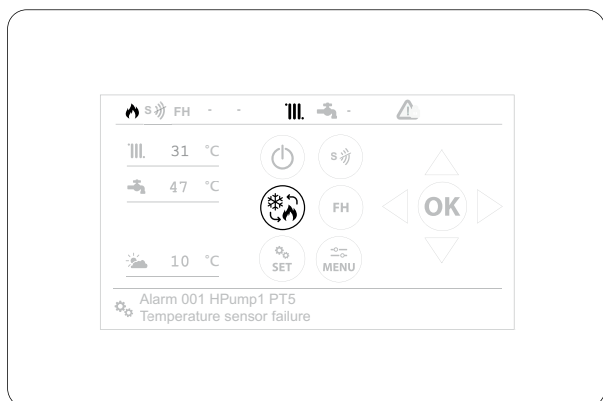 S FH - - -
31 °C
S
47 °C
FH
OK
10 °C
SET
MENU
Alarm 001 HPump1 PT5
Temperature sensor failure